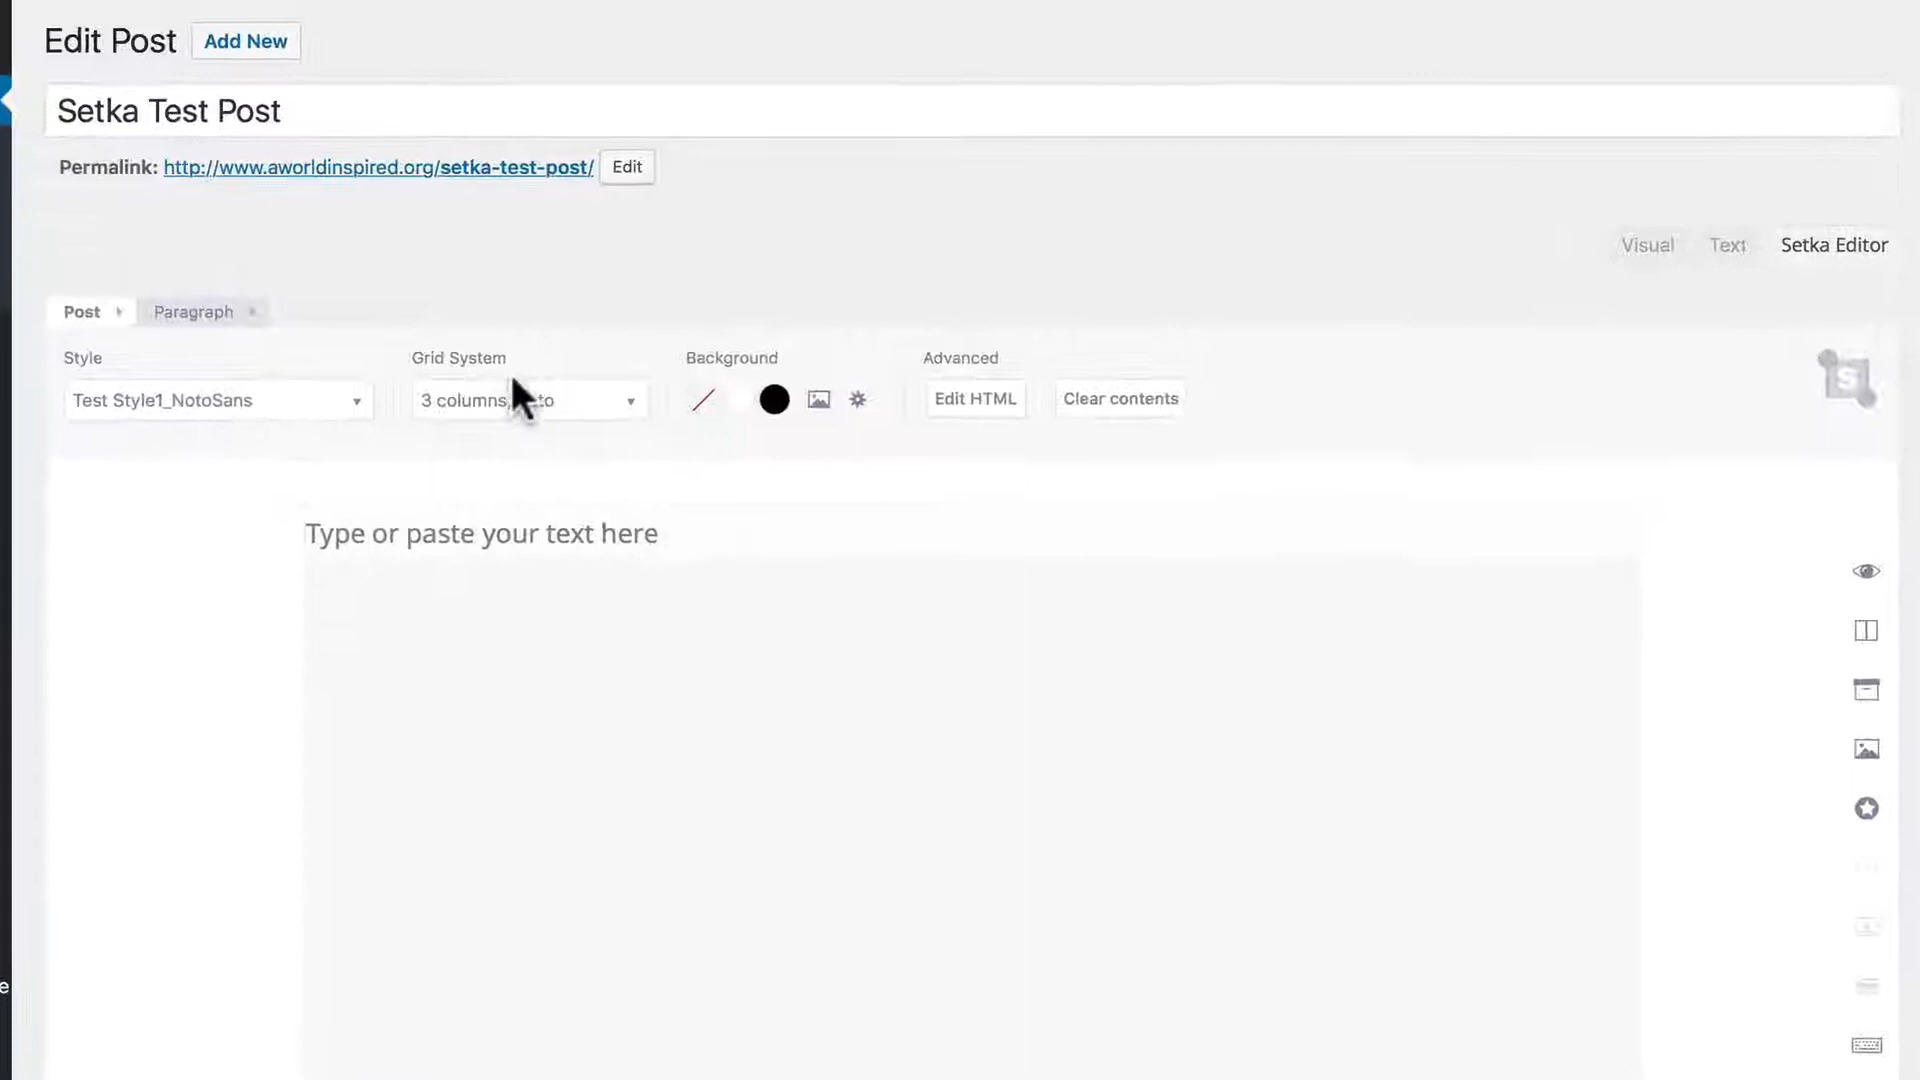 Edit Post Add New
Setka Test Post
Permalink: http://www.aworldinspired.org/setka-test-post/ Edit
Visual Text Setka Editor
Post Paragraph
Style Grid System Background Advanced
Test Style1_NotoSans 3 columns to Edit HTML Clear contents
S
Type or paste your text here
e